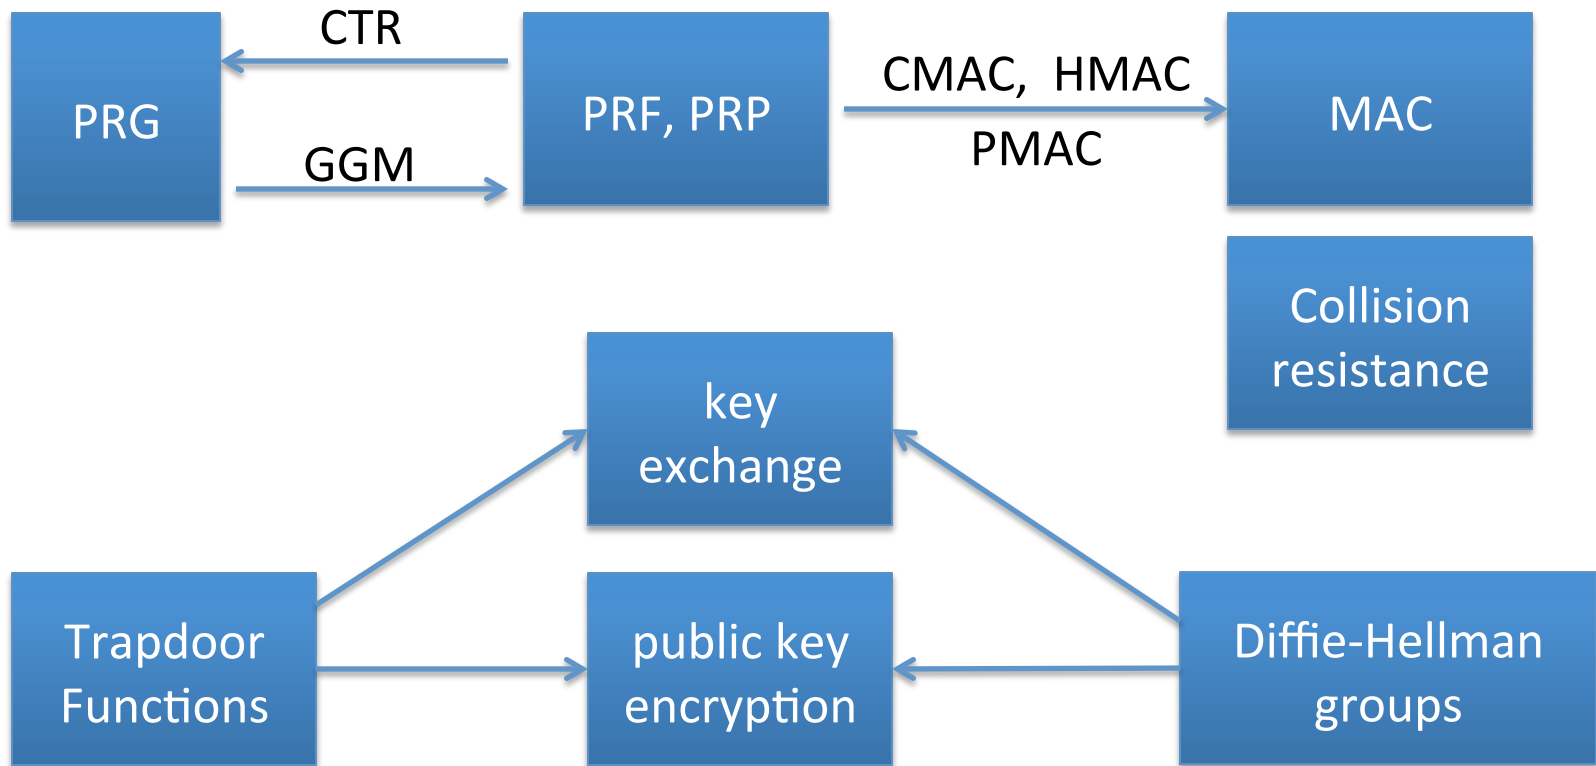 CTR
PRG
GGM
PRF, PRP
CMAC, HMAC
PMAC
MAC
Collision
resistance
key
exchange
Trapdoor
Functions
public key
encryption
Diffie-Hellman
groups